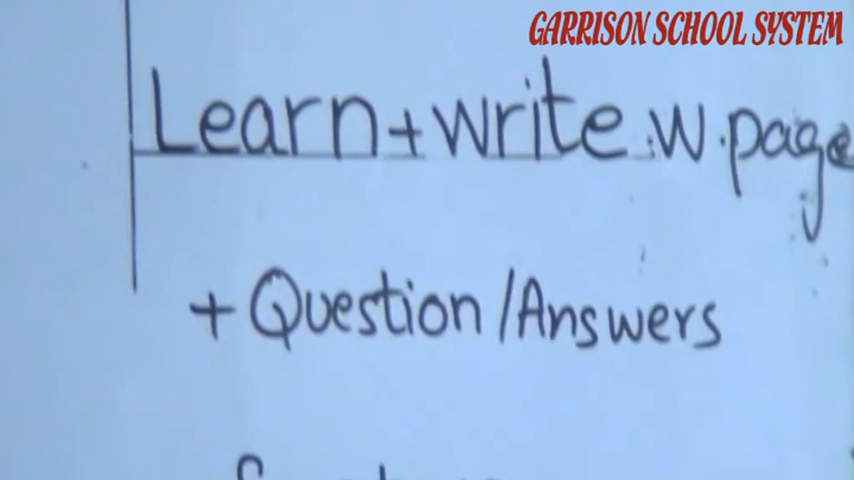 GARRISON SCHOOL SYSTEM
Learn+write w.page
+ Question/Answers